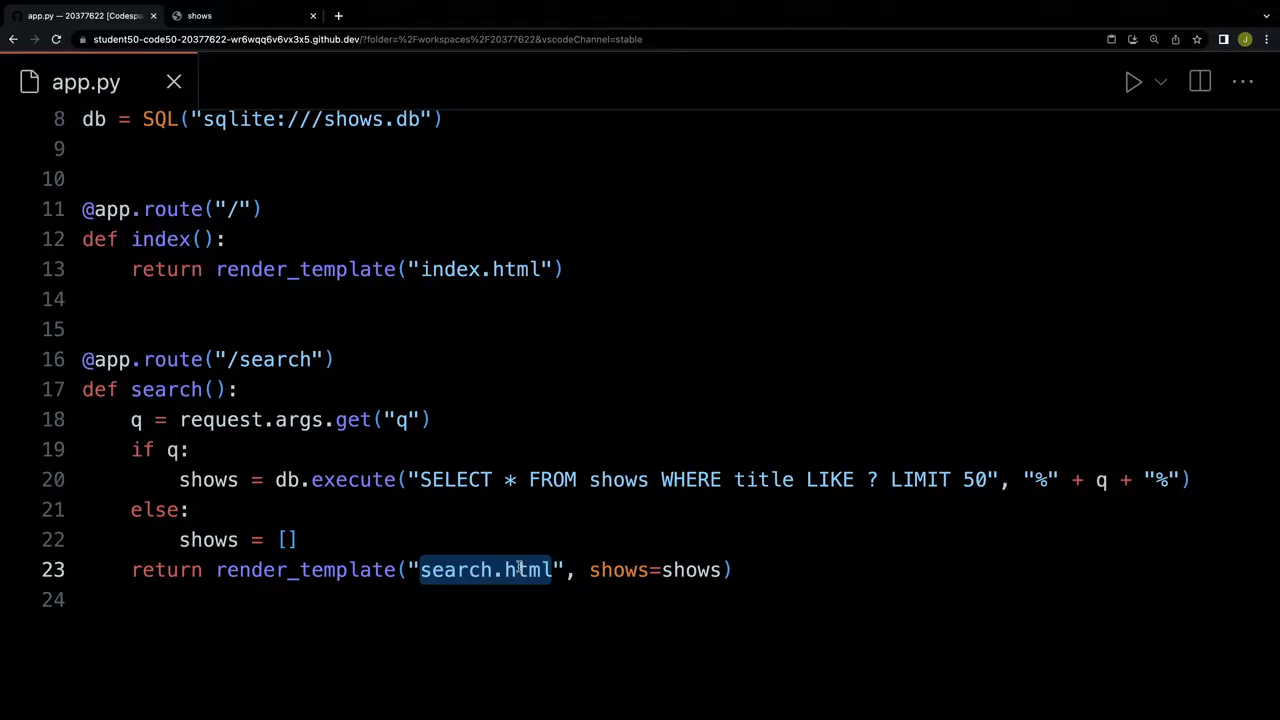 app.py — 20377622 [Codespa
shows
student50-code50-20377622-wr6wqq6v6vx3x5.github.dev/?folder=%2Fworkspaces%2F20377622&vscodeChannel=stable
J
app.py
8 db = SQL("sqlite:///shows.db")
9
10
11 @app.route("/")
12 def index():
13     return render_template("index.html")
14
15
16 @app.route("/search")
17 def search():
18     q = request.args.get("q")
19     if q:
20         shows = db.execute("SELECT * FROM shows WHERE title LIKE ? LIMIT 50", "%" + q + "%")
21     else:
22         shows = []
23     return render_template("search.html", shows=shows)
24